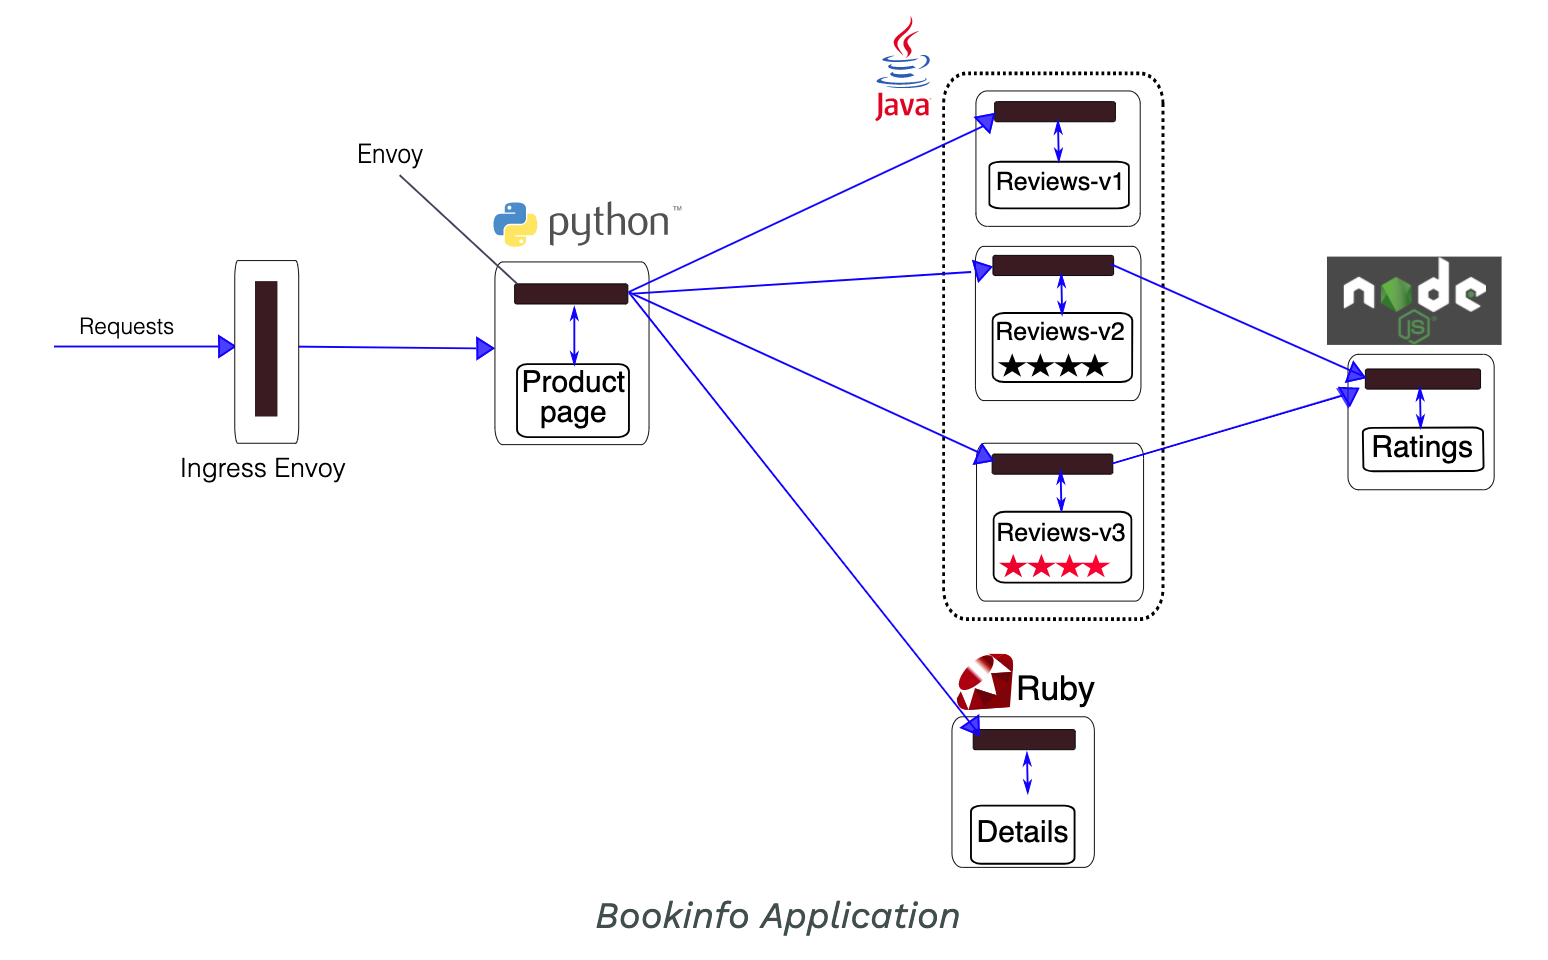 Java
Envoy
python™
Requests
Ingress Envoy
Product
page
Reviews-v1
Reviews-v2
Reviews-v3
node
JS
Ratings
Ruby
Details
Bookinfo Application